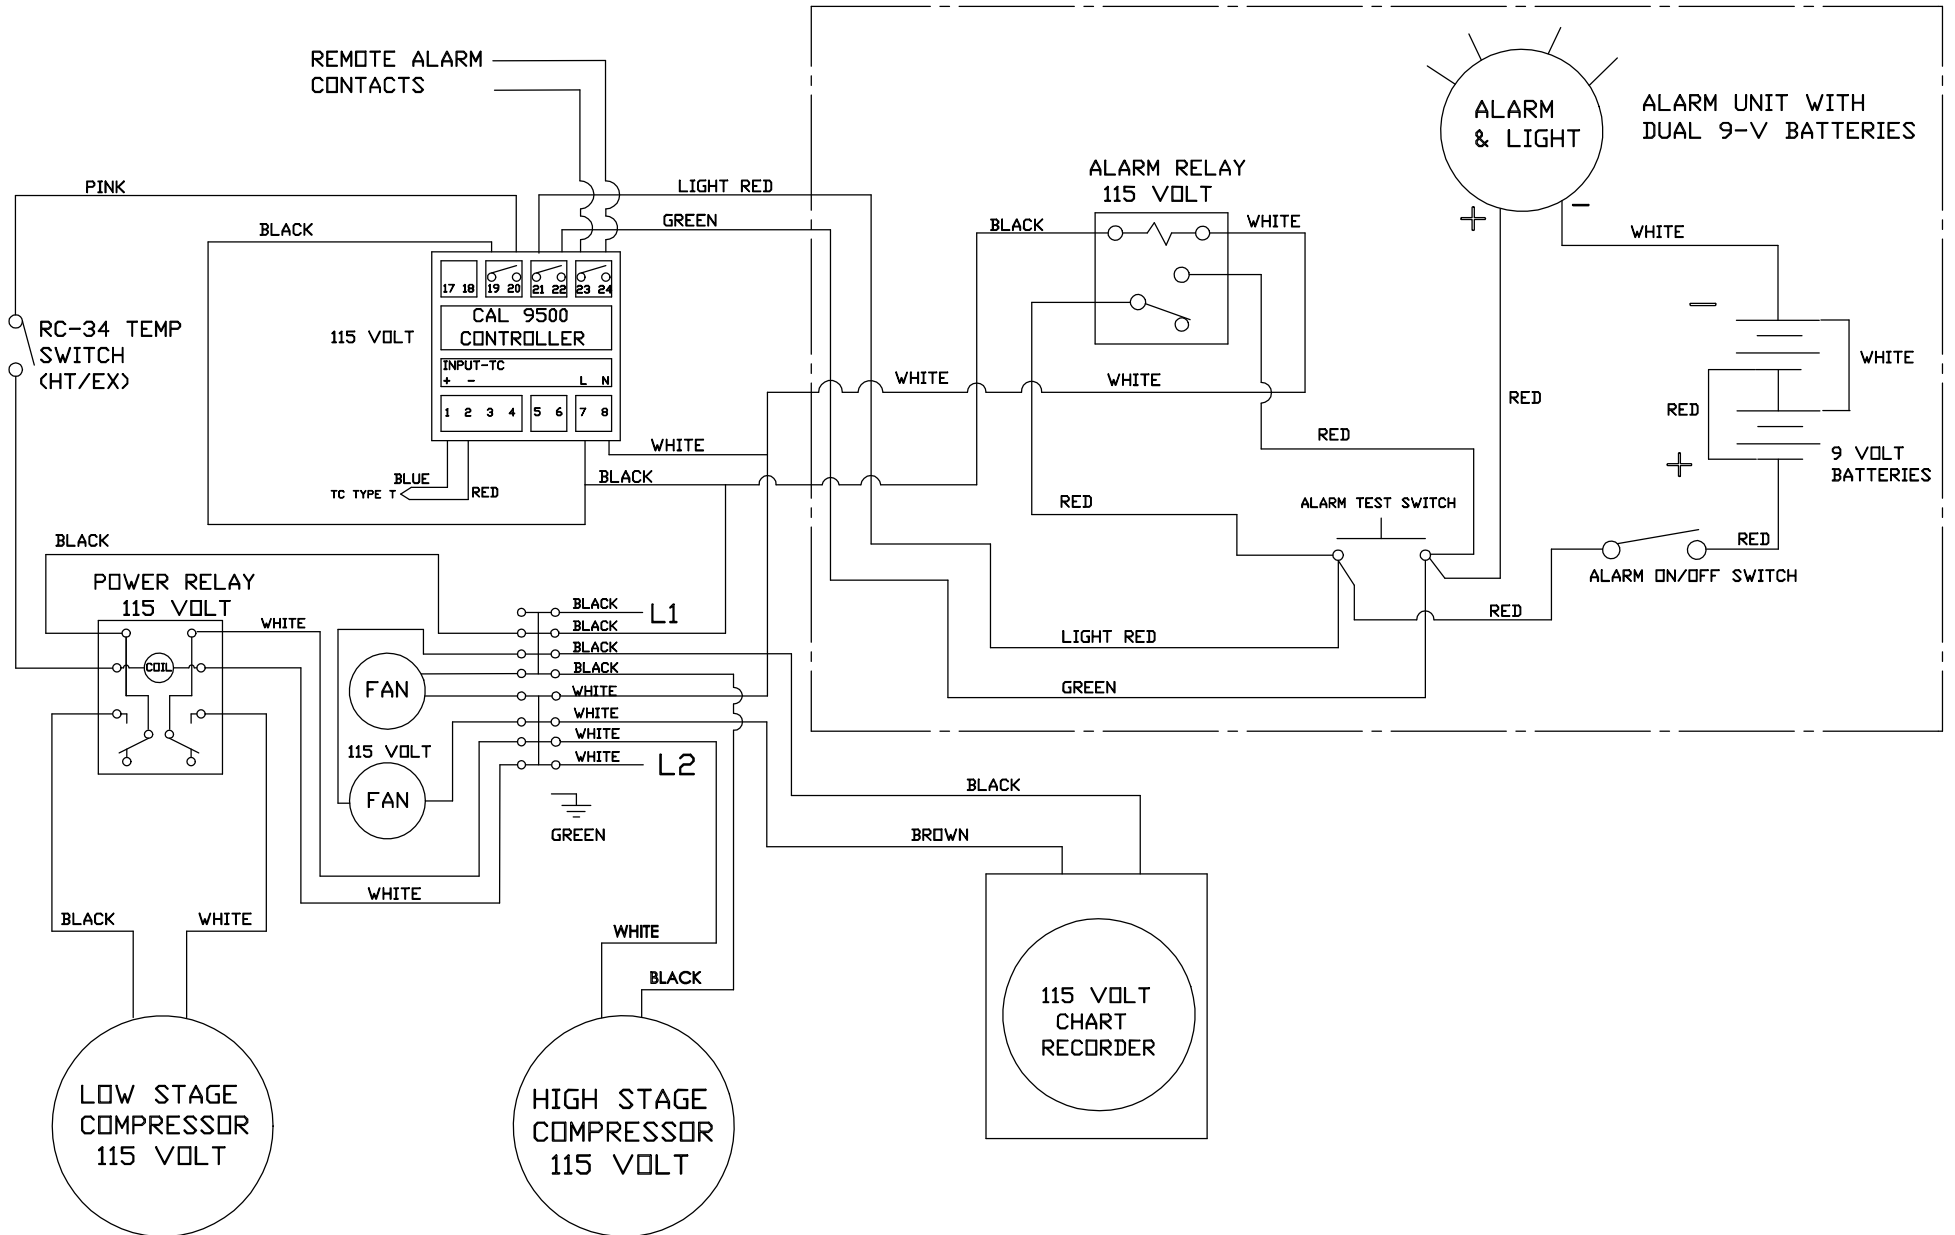 REMOTE ALARM
CONTACTS
PINK
BLACK
LIGHT RED
GREEN
RC-34 TEMP
SWITCH
(HT/EX)
115 VOLT
17 18 19 20 21 22 23 24
CAL 9500
CONTROLLER
INPUT-TC
+ - L N
1 2 3 4 5 6 7 8
BLUE
TC TYPE T
RED
WHITE
BLACK
ALARM
& LIGHT
ALARM UNIT WITH
DUAL 9-V BATTERIES
ALARM RELAY
115 VOLT
BLACK
WHITE
+
-
WHITE
-
WHITE
RED
RED
+
9 VOLT
BATTERIES
WHITE
WHITE
RED
RED
ALARM TEST SWITCH
RED
ALARM ON/OFF SWITCH
RED
LIGHT RED
GREEN
BLACK
POWER RELAY
115 VOLT
WHITE
COIL
FAN
115 VOLT
FAN
BLACK
L1
BLACK
BLACK
BLACK
WHITE
WHITE
WHITE
WHITE
L2
GREEN
WHITE
BLACK
WHITE
WHITE
BLACK
BLACK
BROWN
LOW STAGE
COMPRESSOR
115 VOLT
HIGH STAGE
COMPRESSOR
115 VOLT
115 VOLT
CHART
RECORDER